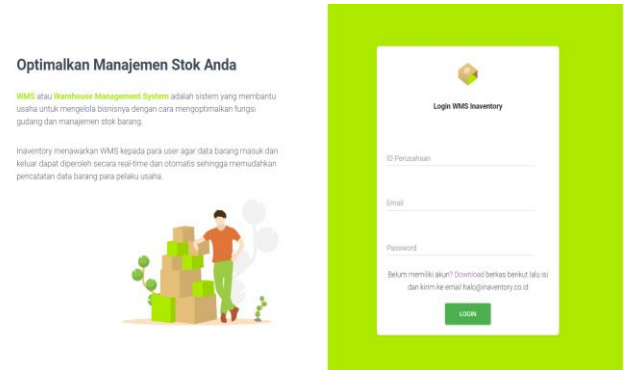 Optimalkan Manajemen Stok Anda
WMS atau Warehouse Management System adalah sistem yang membantu
usaha untuk mengelola bisnisnya dengan cara mengoptimalkan fungsi
gudang dan manajemen stok barang.
Inaventory menawarkan WMS kepada para user agar data barang masuk dan
keluar dapat diperoleh secara real-time dan otomatis sehingga memudahkan
pencatatan data barang para pelaku usaha.
Login WMS Inaventory
ID Perusahaan
Email
Password
Belum memiliki akun? Download berkas berikut lalu isi
dan kirim ke email halo@inaventory.co.id
LOGIN